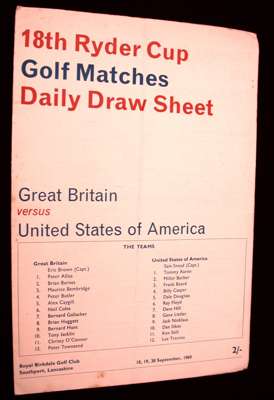 18th Ryder Cup
Golf Matches
Daily Draw Sheet
Great Britain
versus
United States of America
THE TEAMS
Great Britain
Eric Brown (Capt.)
1. Peter Alliss
2. Brian Barnes
3. Maurice Bembridge
4. Peter Butler
5. Alex Caygill
6. Neil Coles
7. Bernard Gallacher
8. Brian Huggett
9. Bernard Hunt
10. Tony Jacklin
11. Christy O'Connor
12. Peter Townsend
United States of America
Sam Snead (Capt.)
1. Tommy Aaron
2. Miller Barber
3. Frank Beard
4. Billy Casper
5. Dale Douglass
6. Ray Floyd
7. Dave Hill
8. Gene Littler
9. Jack Nicklaus
10. Dan Sikes
11. Ken Still
12. Lee Trevino
Royal Birkdale Golf Club
Southport, Lancashire
18, 19, 20 September, 1969
2/-